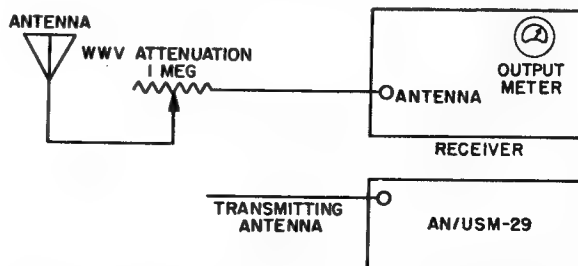 ANTENNA
WWV ATTENUATION
1 MEG
ANTENNA
OUTPUT
METER
RECEIVER
TRANSMITTING
ANTENNA
AN/USM-29